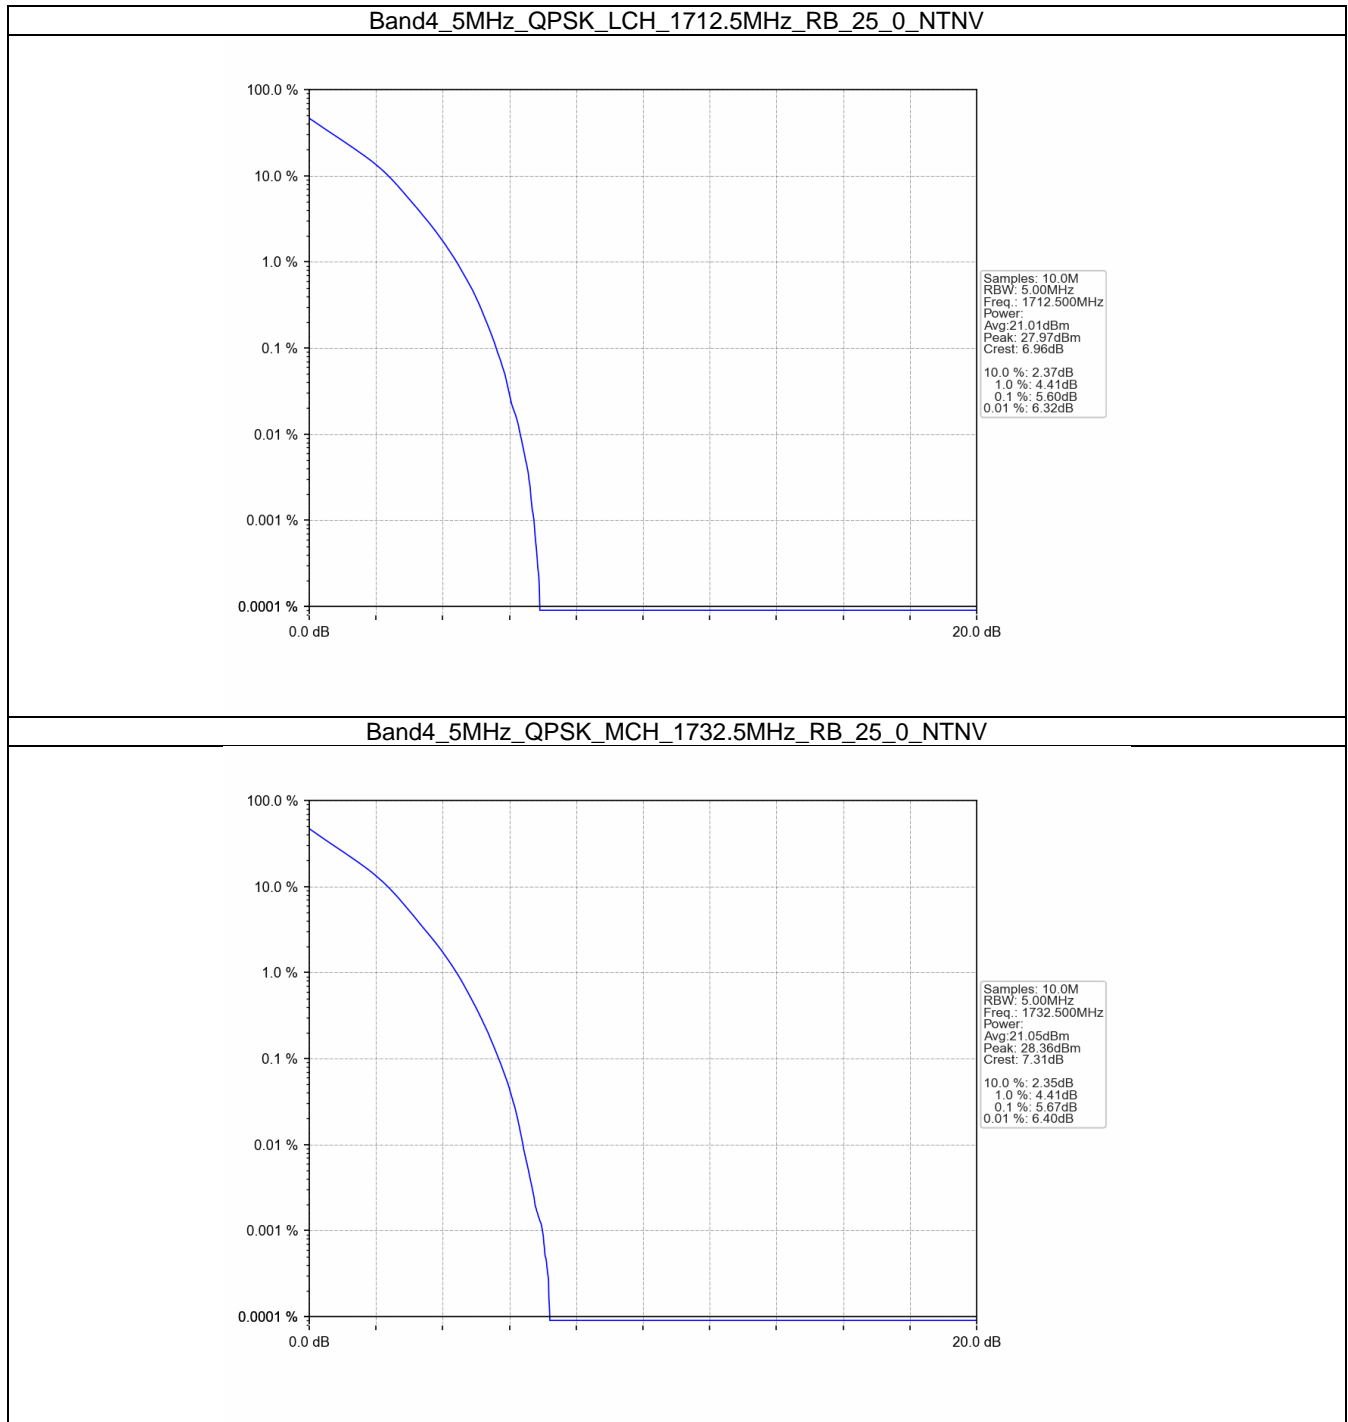 Band4_5MHz_QPSK_LCH_1712.5MHz_RB_25_0_NTNV
100.0 %
10.0 %
1.0 %
0.1 %
0.01 %
0.001 %
0.0001 %
0.0 dB
20.0 dB
Samples: 10.0M
RBW: 5.00MHz
Freq.: 1712.500MHz
Power:
Avg:21.01dBm
Peak: 27.97dBm
Crest: 6.96dB
10.0 %: 2.37dB
1.0 %: 4.41dB
0.1 %: 5.60dB
0.01 %: 6.32dB
Band4_5MHz_QPSK_MCH_1732.5MHz_RB_25_0_NTNV
100.0 %
10.0 %
1.0 %
0.1 %
0.01 %
0.001 %
0.0001 %
0.0 dB
20.0 dB
Samples: 10.0M
RBW: 5.00MHz
Freq.: 1732.500MHz
Power:
Avg:21.05dBm
Peak: 28.36dBm
Crest: 7.31dB
10.0 %: 2.35dB
1.0 %: 4.41dB
0.1 %: 5.67dB
0.01 %: 6.40dB